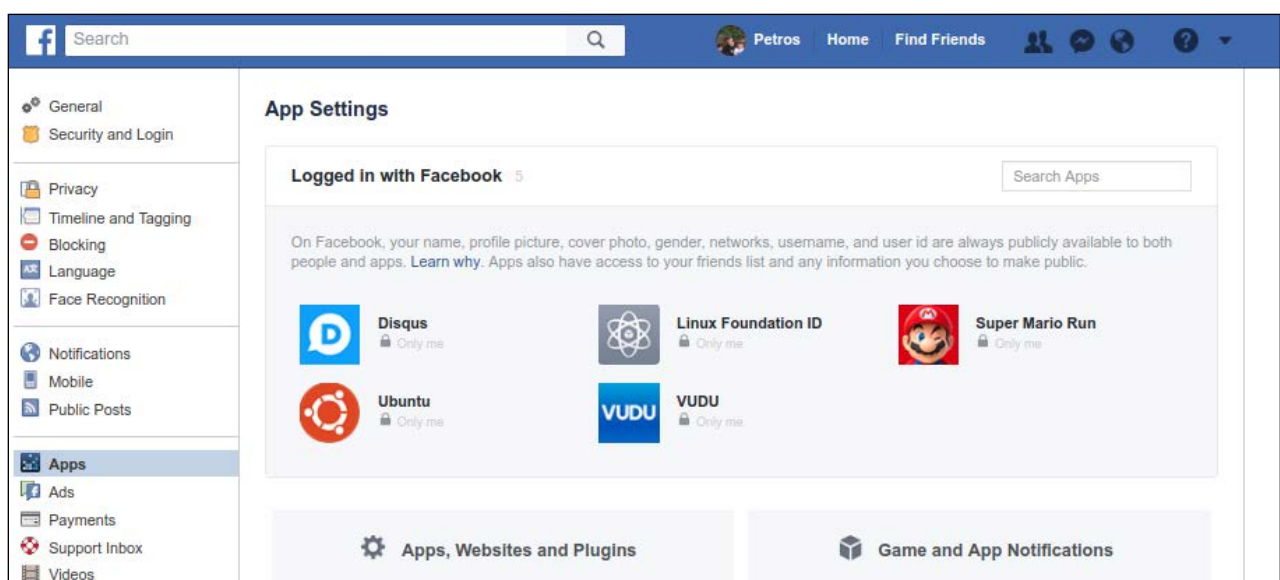 f
Search
Petros
Home
Find Friends
?
General
Security and Login
Privacy
Timeline and Tagging
Blocking
Language
Face Recognition
Notifications
Mobile
Public Posts
Apps
Ads
Payments
Support Inbox
Videos
App Settings
Logged in with Facebook 5
Search Apps
On Facebook, your name, profile picture, cover photo, gender, networks, username, and user id are always publicly available to both
people and apps. Learn why. Apps also have access to your friends list and any information you choose to make public.
D
Disqus
Only me
Linux Foundation ID
Only me
Super Mario Run
Only me
Ubuntu
Only me
VUDU
VUDU
Only me
Apps, Websites and Plugins
Game and App Notifications